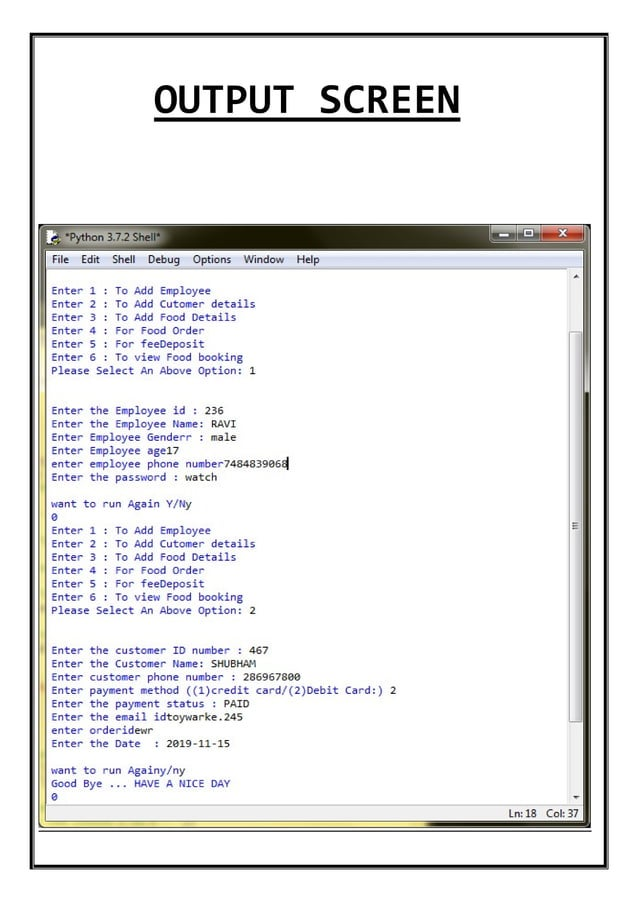 OUTPUT SCREEN
*Python 3.7.2 Shell*
File Edit Shell Debug Options Window Help
Enter 1 : To Add Employee
Enter 2 : To Add Cutomer details
Enter 3 : To Add Food Details
Enter 4 : For Food Order
Enter 5 : For feeDeposit
Enter 6 : To view Food booking
Please Select An Above Option: 1
Enter the Employee id : 236
Enter the Employee Name: RAVI
Enter Employee Genderr : male
Enter Employee age17
enter employee phone number7484839068
Enter the password : watch
want to run Again Y/Ny
0
Enter 1 : To Add Employee
Enter 2 : To Add Cutomer details
Enter 3 : To Add Food Details
Enter 4 : For Food Order
Enter 5 : For feeDeposit
Enter 6 : To view Food booking
Please Select An Above Option: 2
Enter the customer ID number : 467
Enter the Customer Name: SHUBHAM
Enter customer phone number : 286967800
Enter payment method ((1)credit card/(2)Debit Card:) 2
Enter the payment status : PAID
Enter the email idtoywarke.245
enter orderidewr
Enter the Date  : 2019-11-15
want to run Againy/ny
Good Bye ... HAVE A NICE DAY
0
Ln: 18 Col: 37